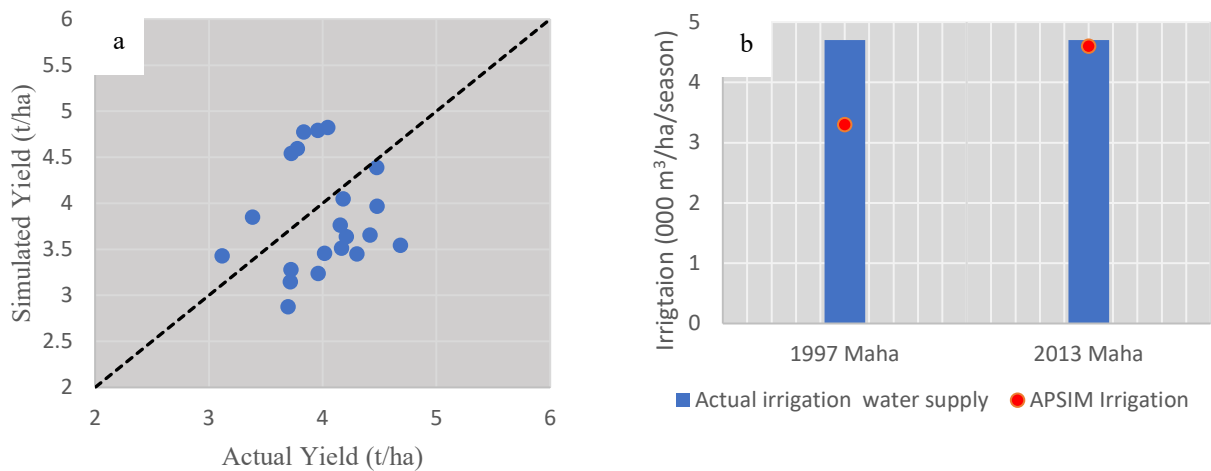 a
6
5.5
5
4.5
4
3.5
3
2.5
2
2 3 4 5 6
Simulated Yield (t/ha)
Actual Yield (t/ha)
b
5
4
3
2
1
0
Irrigtaion (000 m³/ha/season)
1997 Maha 2013 Maha
Actual irrigation water supply APSIM Irrigation